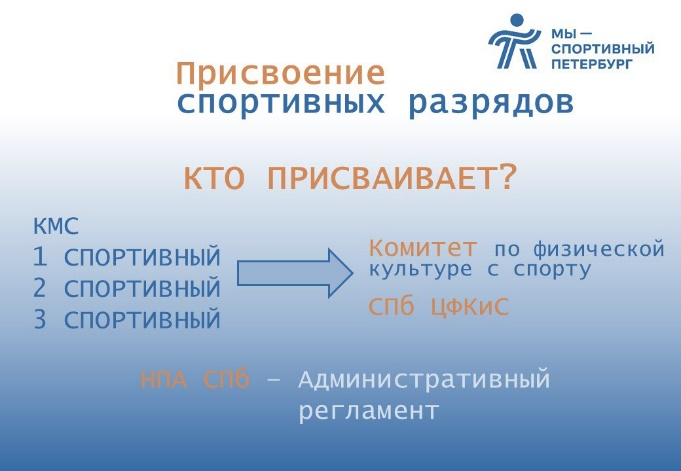 МЫ —
СПОРТИВНЫЙ
ПЕТЕРБУРГ
Присвоение
спортивных разрядов
КТО ПРИСВАИВАЕТ?
КМС
1 СПОРТИВНЫЙ
2 СПОРТИВНЫЙ
3 СПОРТИВНЫЙ
Комитет по физической
культуре с спорту
СПб ЦФКиС
НПА СПб – Административный
регламент